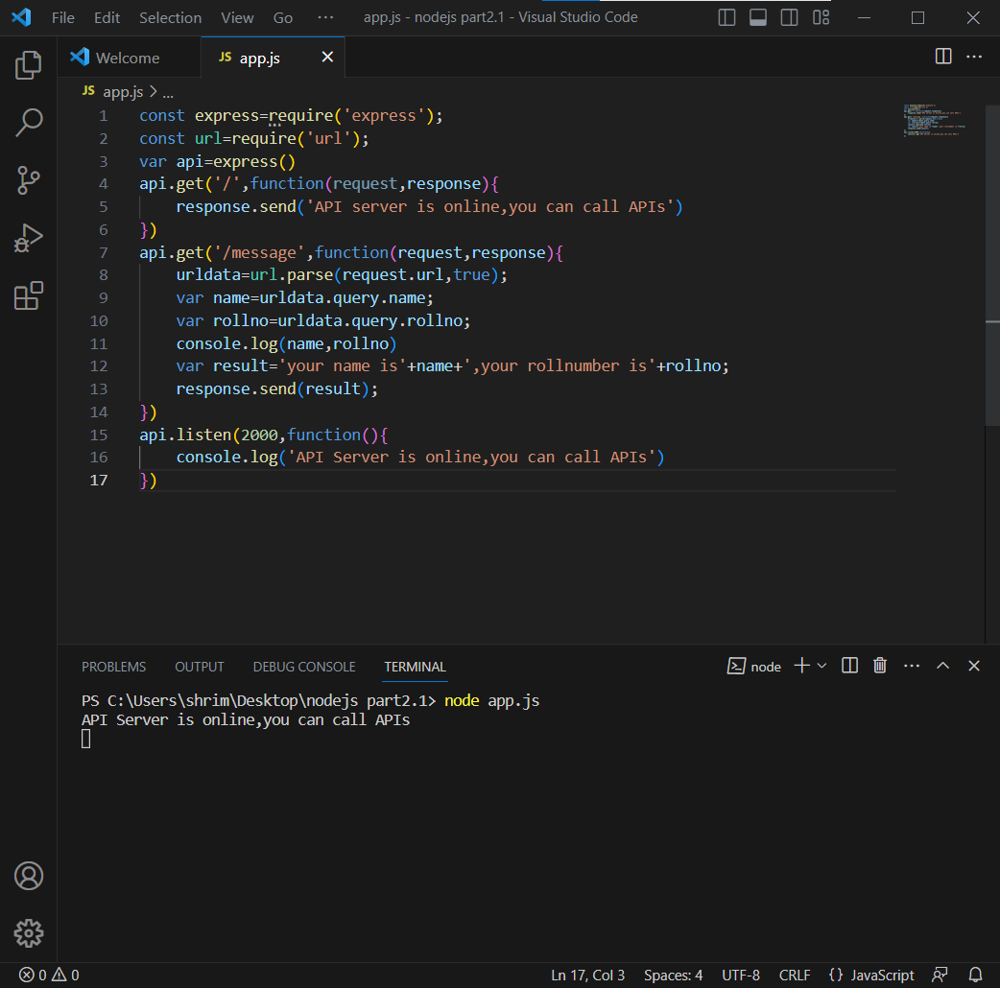 File Edit Selection View Go ··· app.js - nodejs part2.1 - Visual Studio Code
Welcome JS app.js
JS app.js > ...
1 const express=require('express');
2 const url=require('url');
3 var api=express()
4 api.get('/',function(request,response){
5     response.send('API server is online,you can call APIs')
6 })
7 api.get('/message',function(request,response){
8     urldata=url.parse(request.url,true);
9     var name=urldata.query.name;
10     var rollno=urldata.query.rollno;
11     console.log(name,rollno)
12     var result='your name is'+name+',your rollnumber is'+rollno;
13     response.send(result);
14 })
15 api.listen(2000,function(){
16     console.log('API Server is online,you can call APIs')
17 })
PROBLEMS OUTPUT DEBUG CONSOLE TERMINAL node
PS C:\Users\shrim\Desktop\nodejs part2.1> node app.js
API Server is online,you can call APIs
0 0 Ln 17, Col 3 Spaces: 4 UTF-8 CRLF {} JavaScript